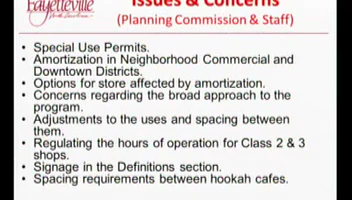 Fayetteville
Issues & Concerns
(Planning Commission & Staff)
• Special Use Permits.
• Amortization in Neighborhood Commercial and
Downtown Districts.
• Options for store affected by amortization.
• Concerns regarding the broad approach to the
program.
• Adjustments to the uses and spacing between
them.
• Regulating the hours of operation for Class 2 & 3
shops.
• Signage in the Definitions section.
• Spacing requirements between hookah cafes.